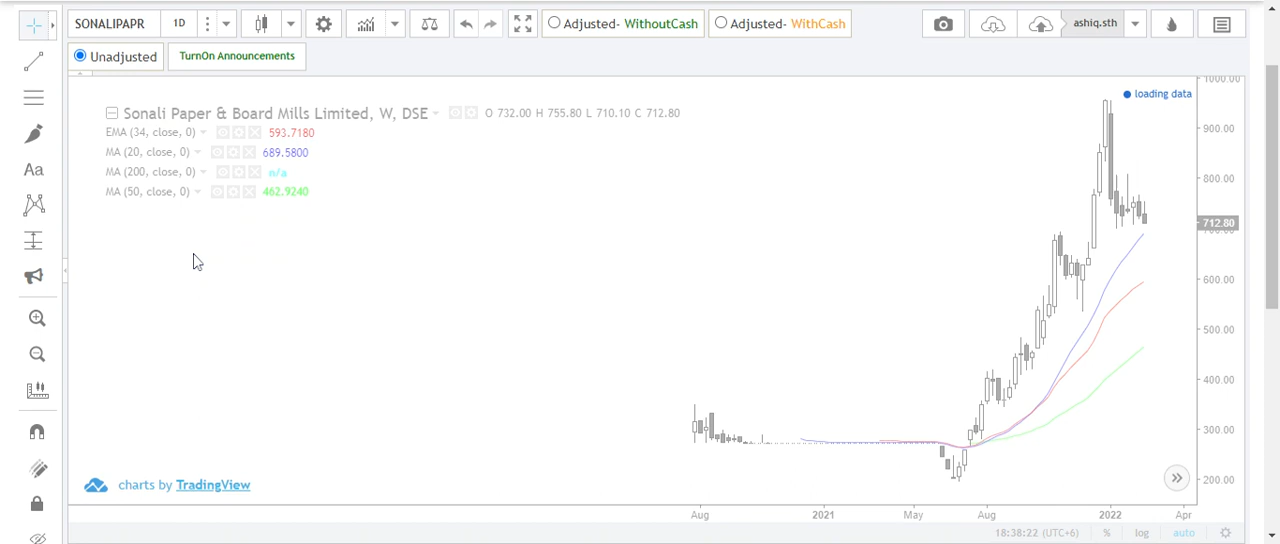 SONALIPAPR 1D Adjusted- WithoutCash Adjusted- WithCash ashiq.sth
Unadjusted TurnOn Announcements
1000.00
loading data
Sonali Paper & Board Mills Limited, W, DSE O 732.00 H 755.80 L 710.10 C 712.80
EMA (34, close, 0) 593.7180
900.00
MA (20, close, 0) 689.5800
MA (200, close, 0) n/a
800.00
MA (50, close, 0) 462.9240
712.80
700.00
600.00
500.00
400.00
300.00
200.00
charts by TradingView
Aug 2021 May Aug 2022 Apr
18:38:22 (UTC+6) % log auto
Aa